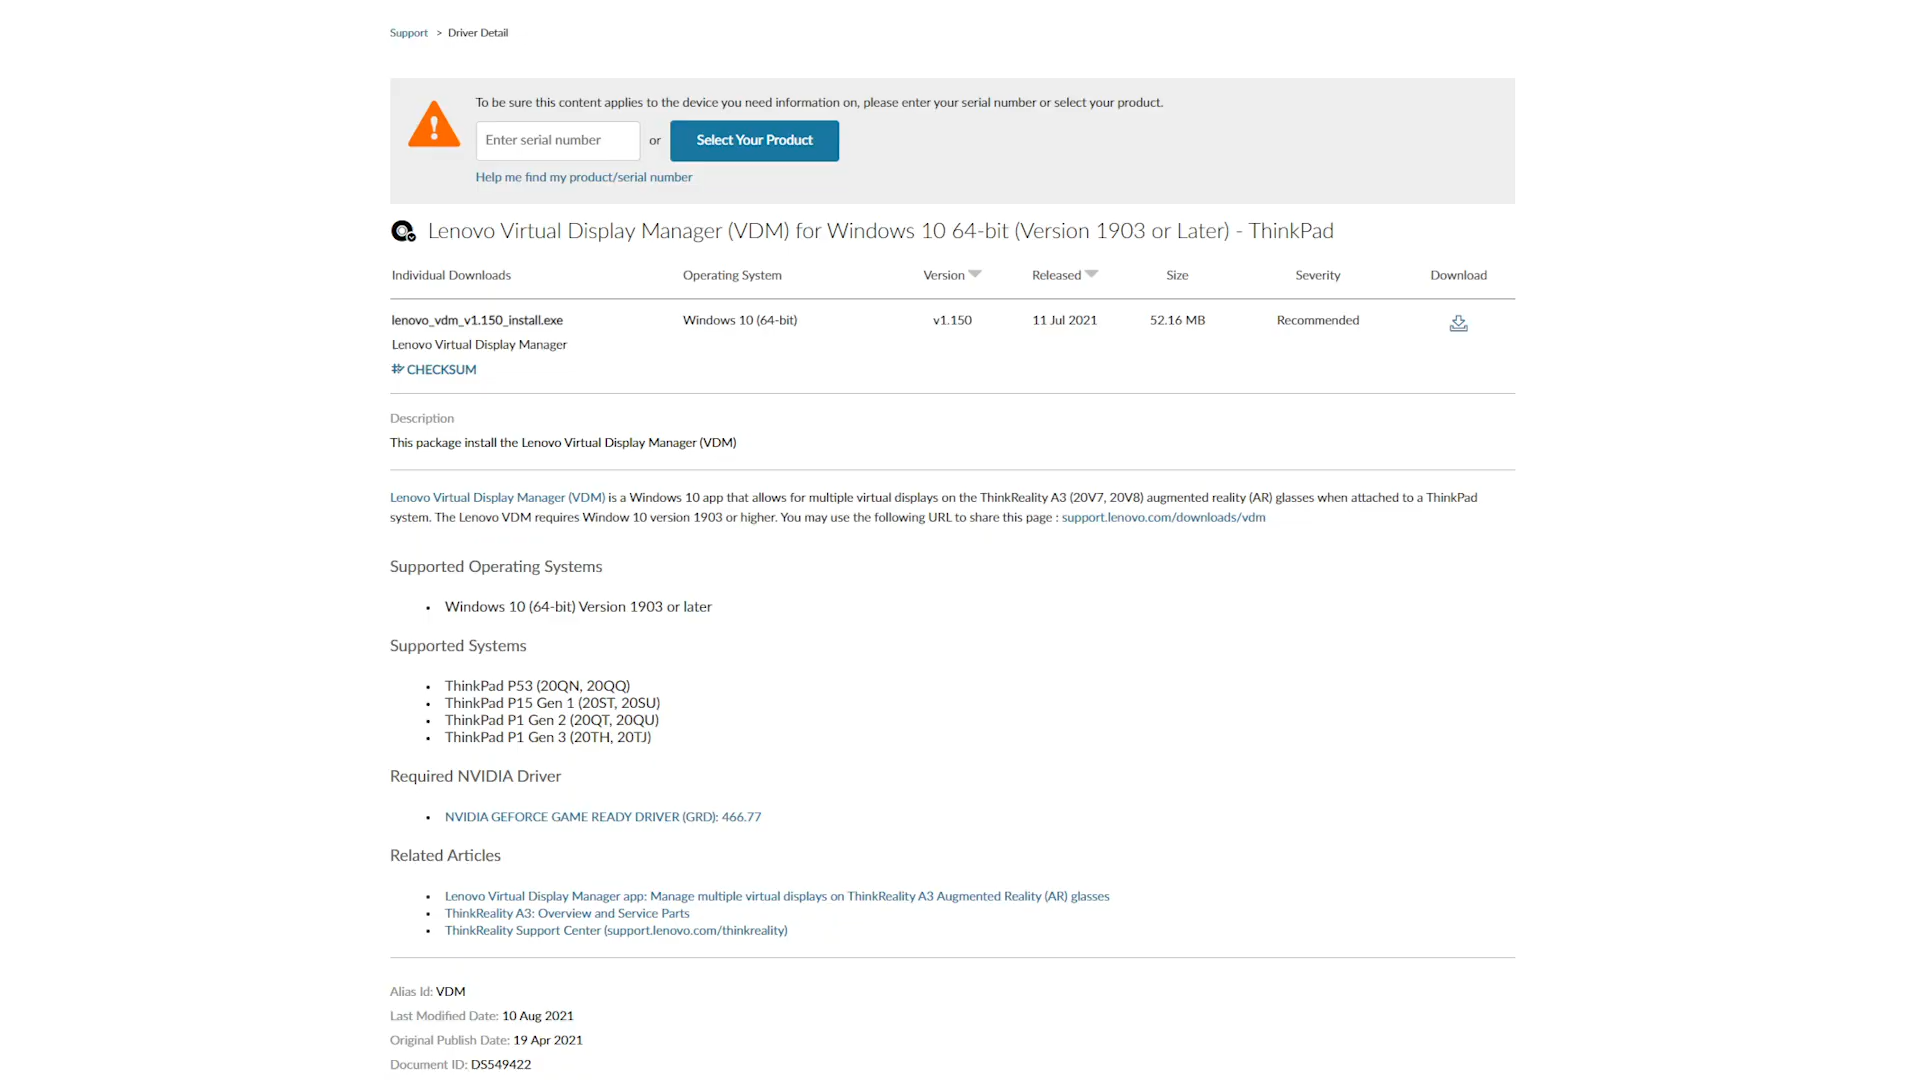 Support > Driver Detail
To be sure this content applies to the device you need information on, please enter your serial number or select your product.
Enter serial number or Select Your Product
Help me find my product/serial number
Lenovo Virtual Display Manager (VDM) for Windows 10 64-bit (Version 1903 or Later) - ThinkPad
Individual Downloads Operating System Version Released Size Severity Download
lenovo_vdm_v1.150_install.exe Windows 10 (64-bit) v1.150 11 Jul 2021 52.16 MB Recommended
Lenovo Virtual Display Manager
CHECKSUM
Description
This package install the Lenovo Virtual Display Manager (VDM)
Lenovo Virtual Display Manager (VDM) is a Windows 10 app that allows for multiple virtual displays on the ThinkReality A3 (20V7, 20V8) augmented reality (AR) glasses when attached to a ThinkPad
system. The Lenovo VDM requires Window 10 version 1903 or higher. You may use the following URL to share this page : support.lenovo.com/downloads/vdm
Supported Operating Systems
• Windows 10 (64-bit) Version 1903 or later
Supported Systems
• ThinkPad P53 (20QN, 20QQ)
• ThinkPad P15 Gen 1 (20ST, 20SU)
• ThinkPad P1 Gen 2 (20QT, 20QU)
• ThinkPad P1 Gen 3 (20TH, 20TJ)
Required NVIDIA Driver
• NVIDIA GEFORCE GAME READY DRIVER (GRD): 466.77
Related Articles
• Lenovo Virtual Display Manager app: Manage multiple virtual displays on ThinkReality A3 Augmented Reality (AR) glasses
• ThinkReality A3: Overview and Service Parts
• ThinkReality Support Center (support.lenovo.com/thinkreality)
Alias Id: VDM
Last Modified Date: 10 Aug 2021
Original Publish Date: 19 Apr 2021
Document ID: DS549422